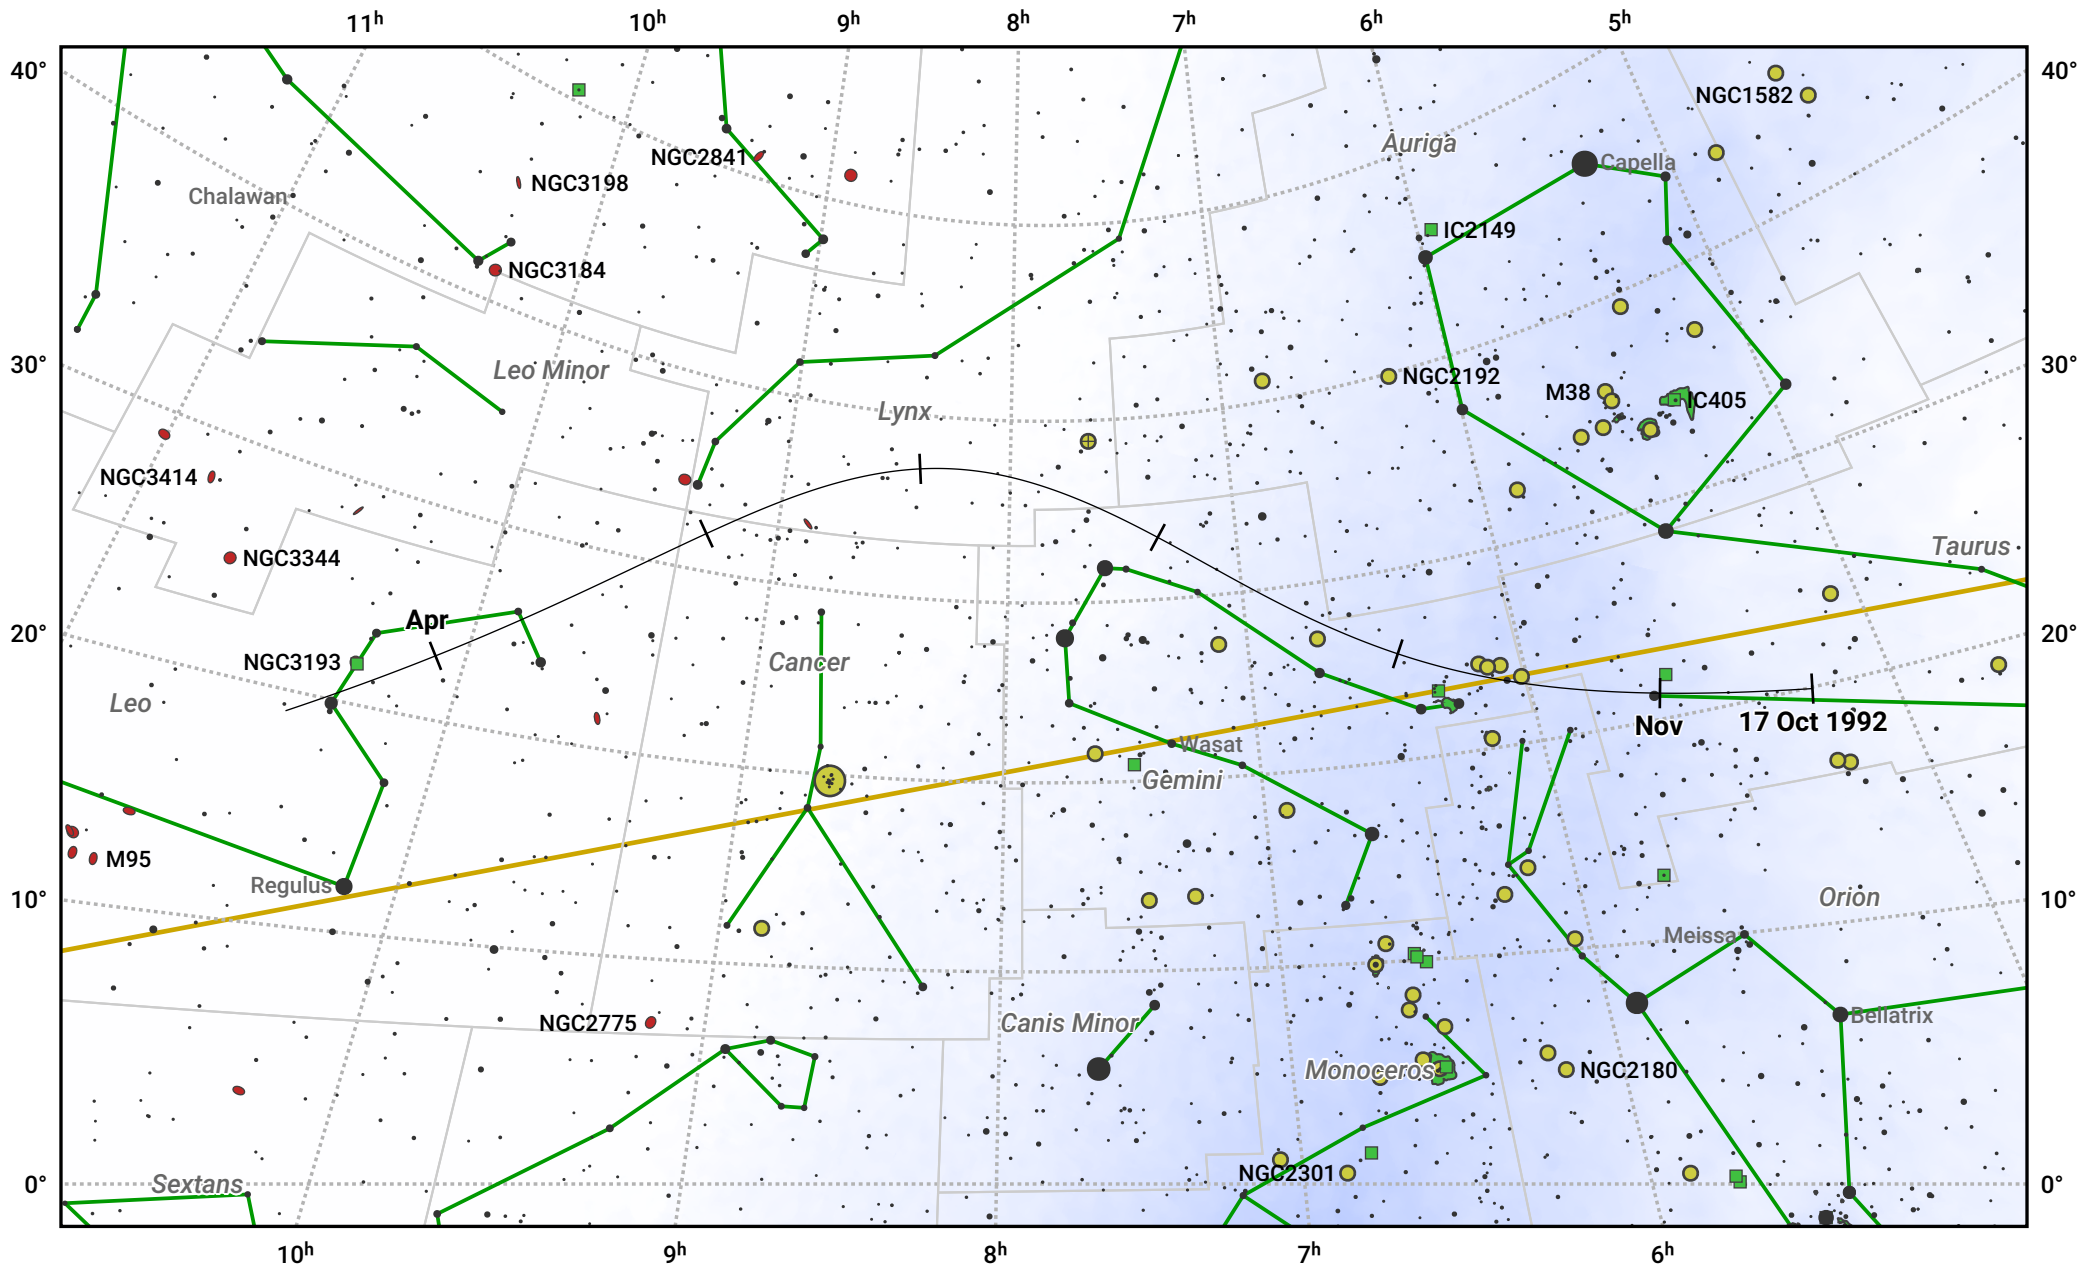 11h 10h 9h 8h 7h 6h 5h
40° 40°
NGC1582
Auriga
NGC2841
Capella
NGC3198
Chalawan
IC2149
NGC3184
30° 30°
Leo Minor
NGC2192
M38
IC405
Lynx
NGC3414
Taurus
NGC3344
Apr
20° 20°
NGC3193
Cancer
Leo
Nov
17 Oct 1992
Wasat
Gemini
M95
Regulus
10° 10°
Orion
Meissa
NGC2775
Canis Minor
Bellatrix
Monoceros
NGC2180
NGC2301
Sextans
0° 0°
10h 9h 8h 7h 6h